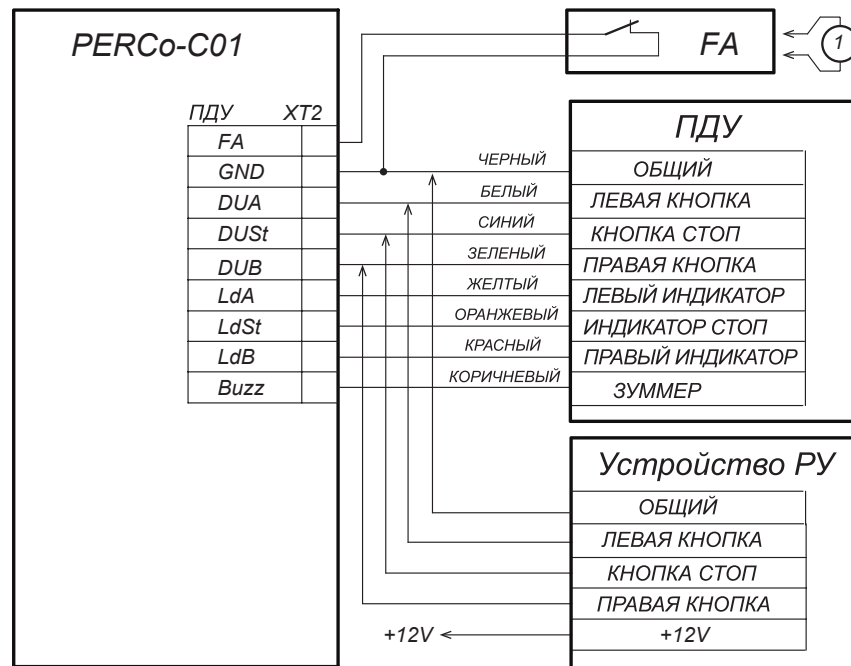 PERCo-C01
FA
1
ПДУ XT2
FA
GND
DUA
DUSt
DUB
LdA
LdSt
LdB
Buzz
ЧЕРНЫЙ
БЕЛЫЙ
СИНИЙ
ЗЕЛЕНЫЙ
ЖЕЛТЫЙ
ОРАНЖЕВЫЙ
КРАСНЫЙ
КОРИЧНЕВЫЙ
ПДУ
ОБЩИЙ
ЛЕВАЯ КНОПКА
КНОПКА СТОП
ПРАВАЯ КНОПКА
ЛЕВЫЙ ИНДИКАТОР
ИНДИКАТОР СТОП
ПРАВЫЙ ИНДИКАТОР
ЗУММЕР
Устройство РУ
ОБЩИЙ
ЛЕВАЯ КНОПКА
КНОПКА СТОП
ПРАВАЯ КНОПКА
+12V
+12V